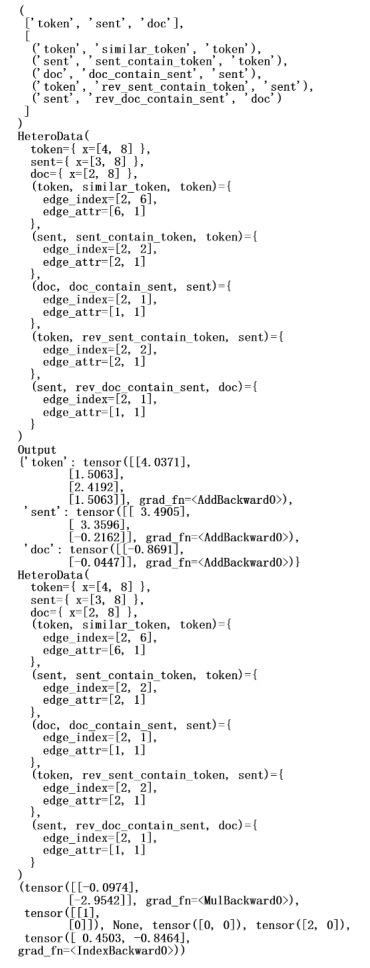 (
['token', 'sent', 'doc'],
[
('token', 'similar_token', 'token'),
('sent', 'sent_contain_token', 'token'),
('doc', 'doc_contain_sent', 'sent'),
('token', 'rev_sent_contain_token', 'sent'),
('sent', 'rev_doc_contain_sent', 'doc')
]
)
HeteroData(
token={ x=[4, 8] },
sent={ x=[3, 8] },
doc={ x=[2, 8] },
(token, similar_token, token)={
edge_index=[2, 6],
edge_attr=[6, 1]
},
(sent, sent_contain_token, token)={
edge_index=[2, 2],
edge_attr=[2, 1]
},
(doc, doc_contain_sent, sent)={
edge_index=[2, 1],
edge_attr=[1, 1]
},
(token, rev_sent_contain_token, sent)={
edge_index=[2, 2],
edge_attr=[2, 1]
},
(sent, rev_doc_contain_sent, doc)={
edge_index=[2, 1],
edge_attr=[1, 1]
}
)
Output
{'token': tensor([[4.0371],
[1.5063],
[2.4192],
[1.5063]], grad_fn=<AddBackward0>),
'sent': tensor([[ 3.4905],
[ 3.3596],
[-0.2162]], grad_fn=<AddBackward0>),
'doc': tensor([[-0.8691],
[-0.0447]], grad_fn=<AddBackward0>)}
HeteroData(
token={ x=[4, 8] },
sent={ x=[3, 8] },
doc={ x=[2, 8] },
(token, similar_token, token)={
edge_index=[2, 6],
edge_attr=[6, 1]
},
(sent, sent_contain_token, token)={
edge_index=[2, 2],
edge_attr=[2, 1]
},
(doc, doc_contain_sent, sent)={
edge_index=[2, 1],
edge_attr=[1, 1]
},
(token, rev_sent_contain_token, sent)={
edge_index=[2, 2],
edge_attr=[2, 1]
},
(sent, rev_doc_contain_sent, doc)={
edge_index=[2, 1],
edge_attr=[1, 1]
}
)
(tensor([[-0.0974],
[-2.9542]], grad_fn=<MulBackward0>),
tensor([[1],
[0]]), None, tensor([0, 0]), tensor([2, 0]),
tensor([ 0.4503, -0.8464],
grad_fn=<IndexBackward0>))